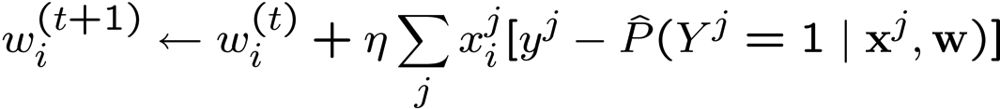 w_i^{(t+1)} ← w_i^{(t)} + η ∑_j x_i^j [y^j − P̂(Y^j = 1 | x^j, w)]